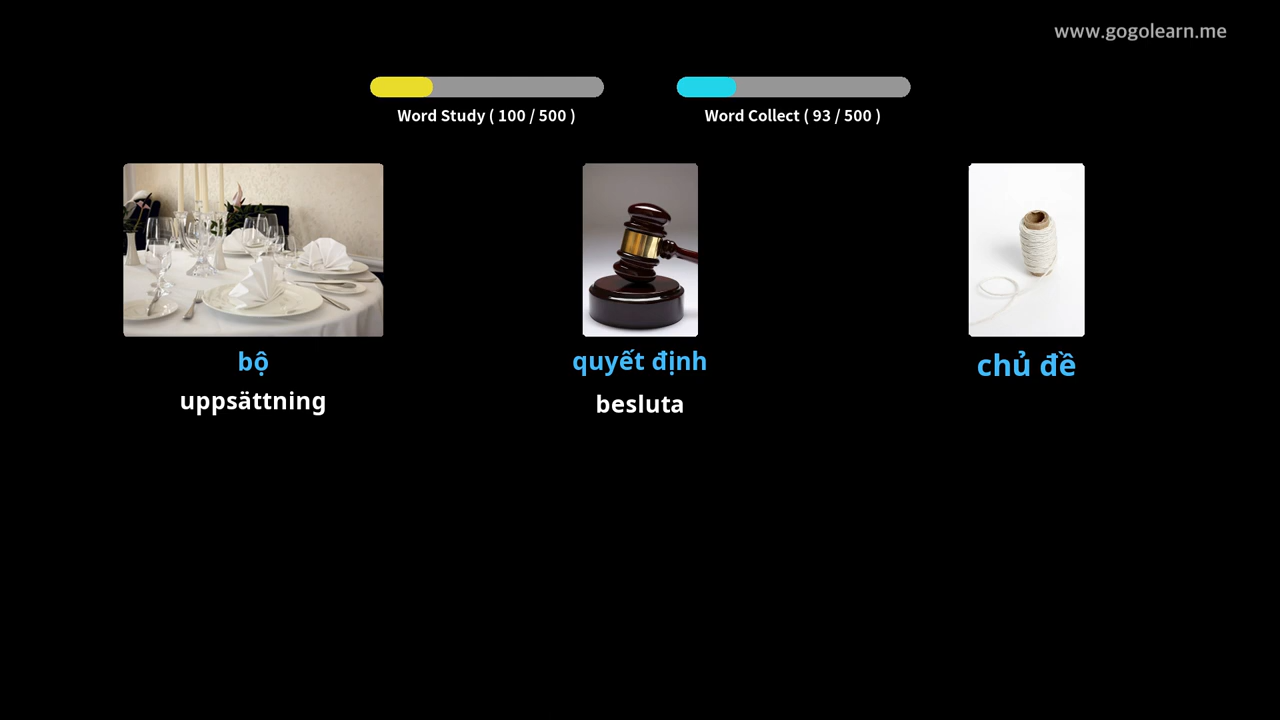 www.gogolearn.me
Word Study ( 100 / 500 )
Word Collect ( 93 / 500 )
bộ
quyết định
chủ đề
uppsättning
besluta